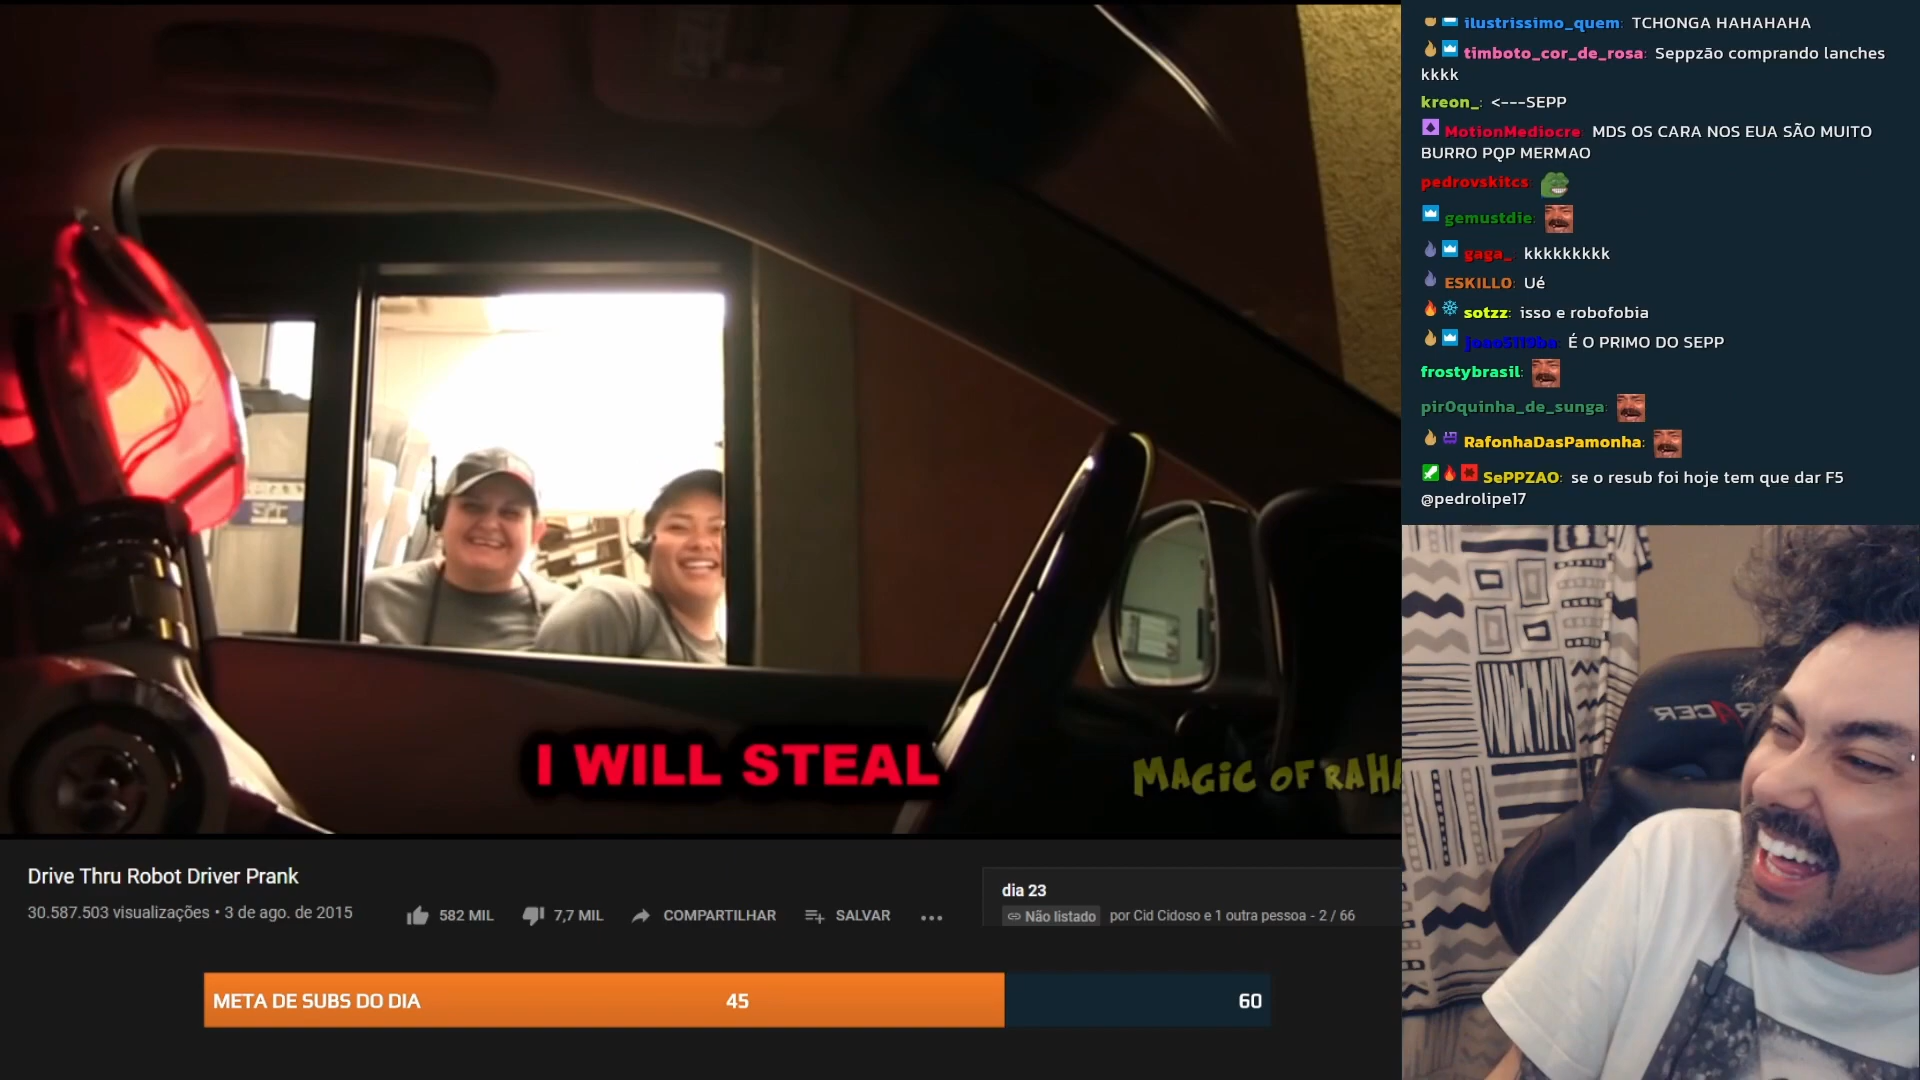 ilustrissimo_quem: TCHONGA HAHAHAHA
timboto_cor_de_rosa: Seppzão comprando lanches
kkkk
kreon_: <---SEPP
MotionMediocre: MDS OS CARA NOS EUA SÃO MUITO
BURRO PQP MERMAO
pedrovskitcs:
gemustdie:
gaga_: kkkkkkkkk
ESKILLO: Ué
sotzz: isso e robofobia
É O PRIMO DO SEPP
frostybrasil:
pir0quinha_de_sunga:
RafonhaDasPamonha:
SePPZAO: se o resub foi hoje tem que dar F5
@pedrolipe17
I WILL STEAL
MAGIC OF RAHA
Drive Thru Robot Driver Prank
30.587.503 visualizações • 3 de ago. de 2015
582 MIL
7,7 MIL
COMPARTILHAR
SALVAR
dia 23
Não listado por Cid Cidoso e 1 outra pessoa - 2 / 66
META DE SUBS DO DIA 45 60